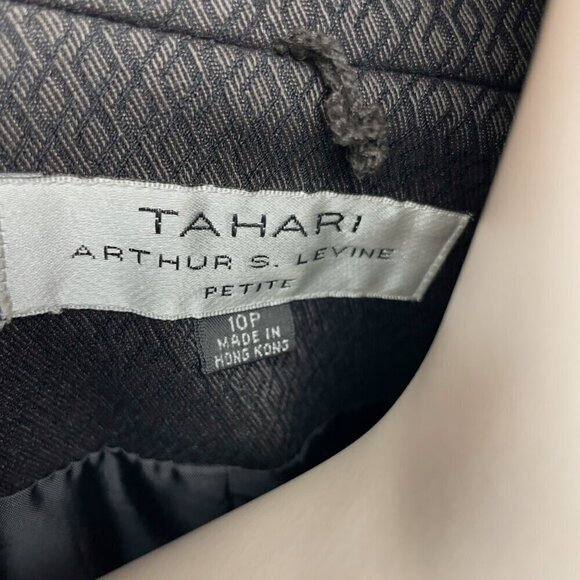 TAHARI
ARTHUR S. LEVINE
PETITE
10P
MADE IN
HONG KONG